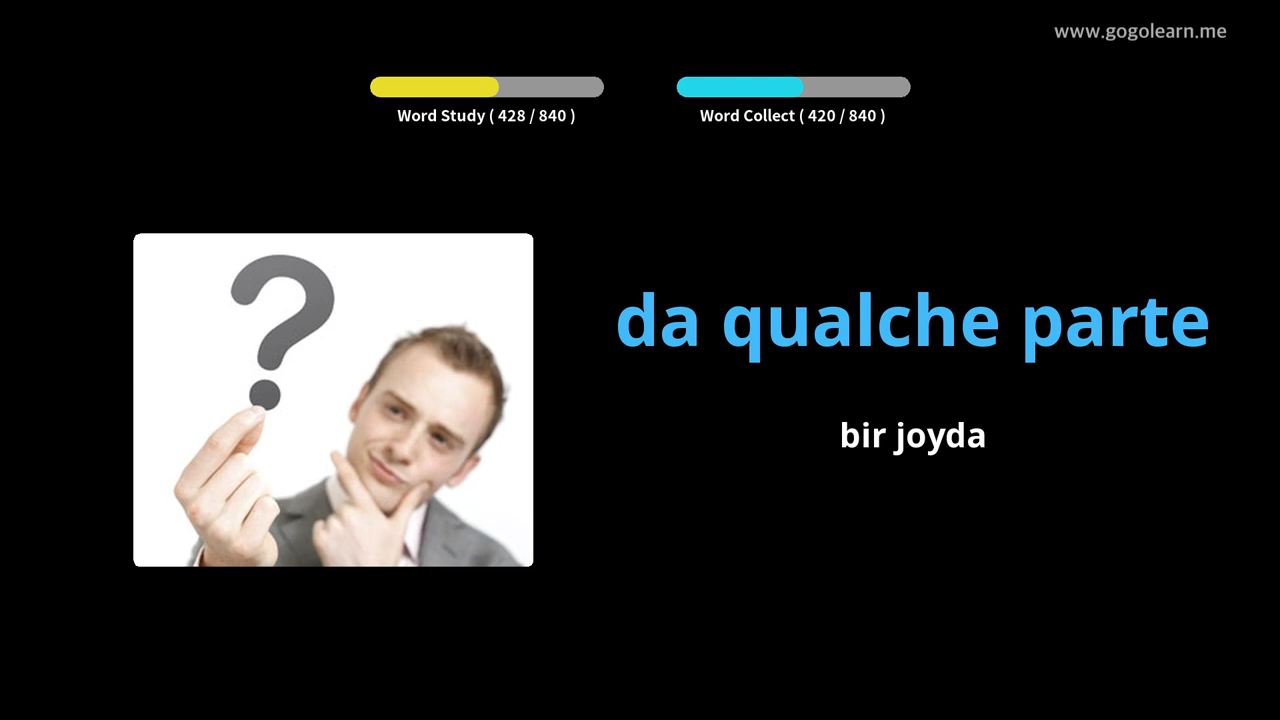 www.gogolearn.me
Word Study ( 428 / 840 )
Word Collect ( 420 / 840 )
da qualche parte
bir joyda